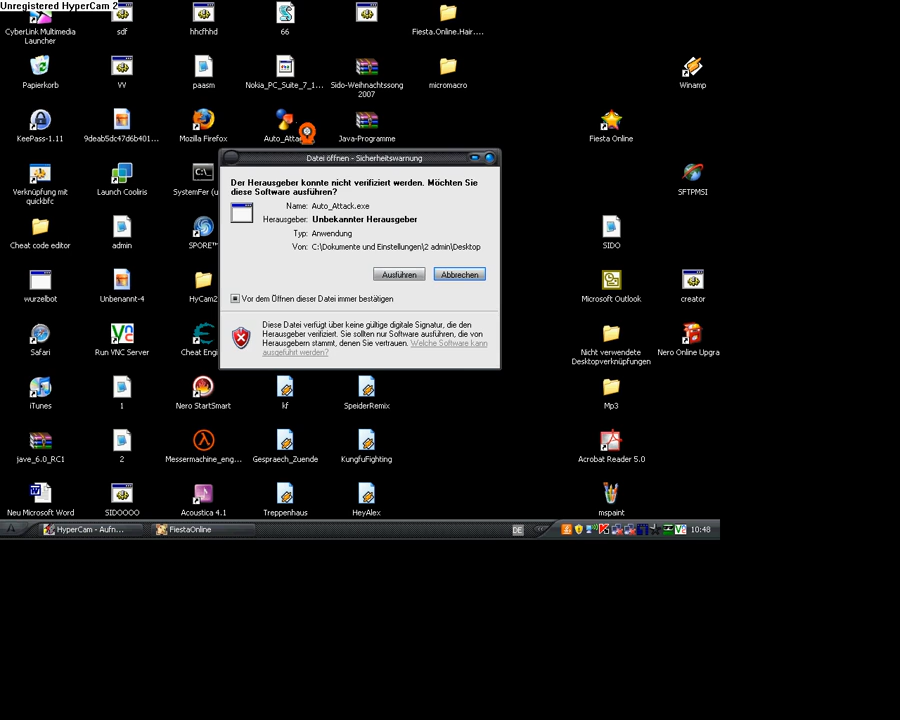 Unregistered HyperCam 2
CyberLink Multimedia
Launcher
sdf
hhcfhhd
66
Fiesta.Online.Hair....
Papierkorb
VV
paasm
Nokia_PC_Suite_7_1...
Sido-Weihnachtssong
2007
micromacro
Winamp
KeePass-1.11
9deab5dc47d6b401...
Mozilla Firefox
Java-Programme
Fiesta Online
Datei öffnen - Sicherheitswarnung
Der Herausgeber konnte nicht verifiziert werden. Möchten Sie
diese Software ausführen?
Name: Auto_Attack.exe
Herausgeber: Unbekannter Herausgeber
Typ: Anwendung
Von: C:\Dokumente und Einstellungen\2 admin\Desktop
Ausführen
Abbrechen
Vor dem Öffnen dieser Datei immer bestätigen
Diese Datei verfügt über keine gültige digitale Signatur, die den
Herausgeber verifiziert. Sie sollten nur Software ausführen, die von
Herausgebern stammt, denen Sie vertrauen. Welche Software kann
ausgeführt werden?
Verknüpfung mit
quickbfc
Launch Cooliris
SystemFer (u
SFTPMSI
Cheat code editor
admin
SPORE™
SIDO
wurzelbot
Unbenannt-4
HyCam2
Microsoft Outlook
creator
Safari
Run VNC Server
Cheat Engi
Nicht verwendete
Desktopverknüpfungen
Nero Online Upgra
iTunes
1
Nero StartSmart
kf
SpeiderRemix
Mp3
jave_6.0_RC1
2
Messermachine_eng...
Gespraech_Zuende
KungfuFighting
Acrobat Reader 5.0
Neu Microsoft Word
SIDOOOO
Acoustica 4.1
Treppenhaus
HeyAlex
mspaint
HyperCam - Aufn...
FiestaOnline
DE
10:48